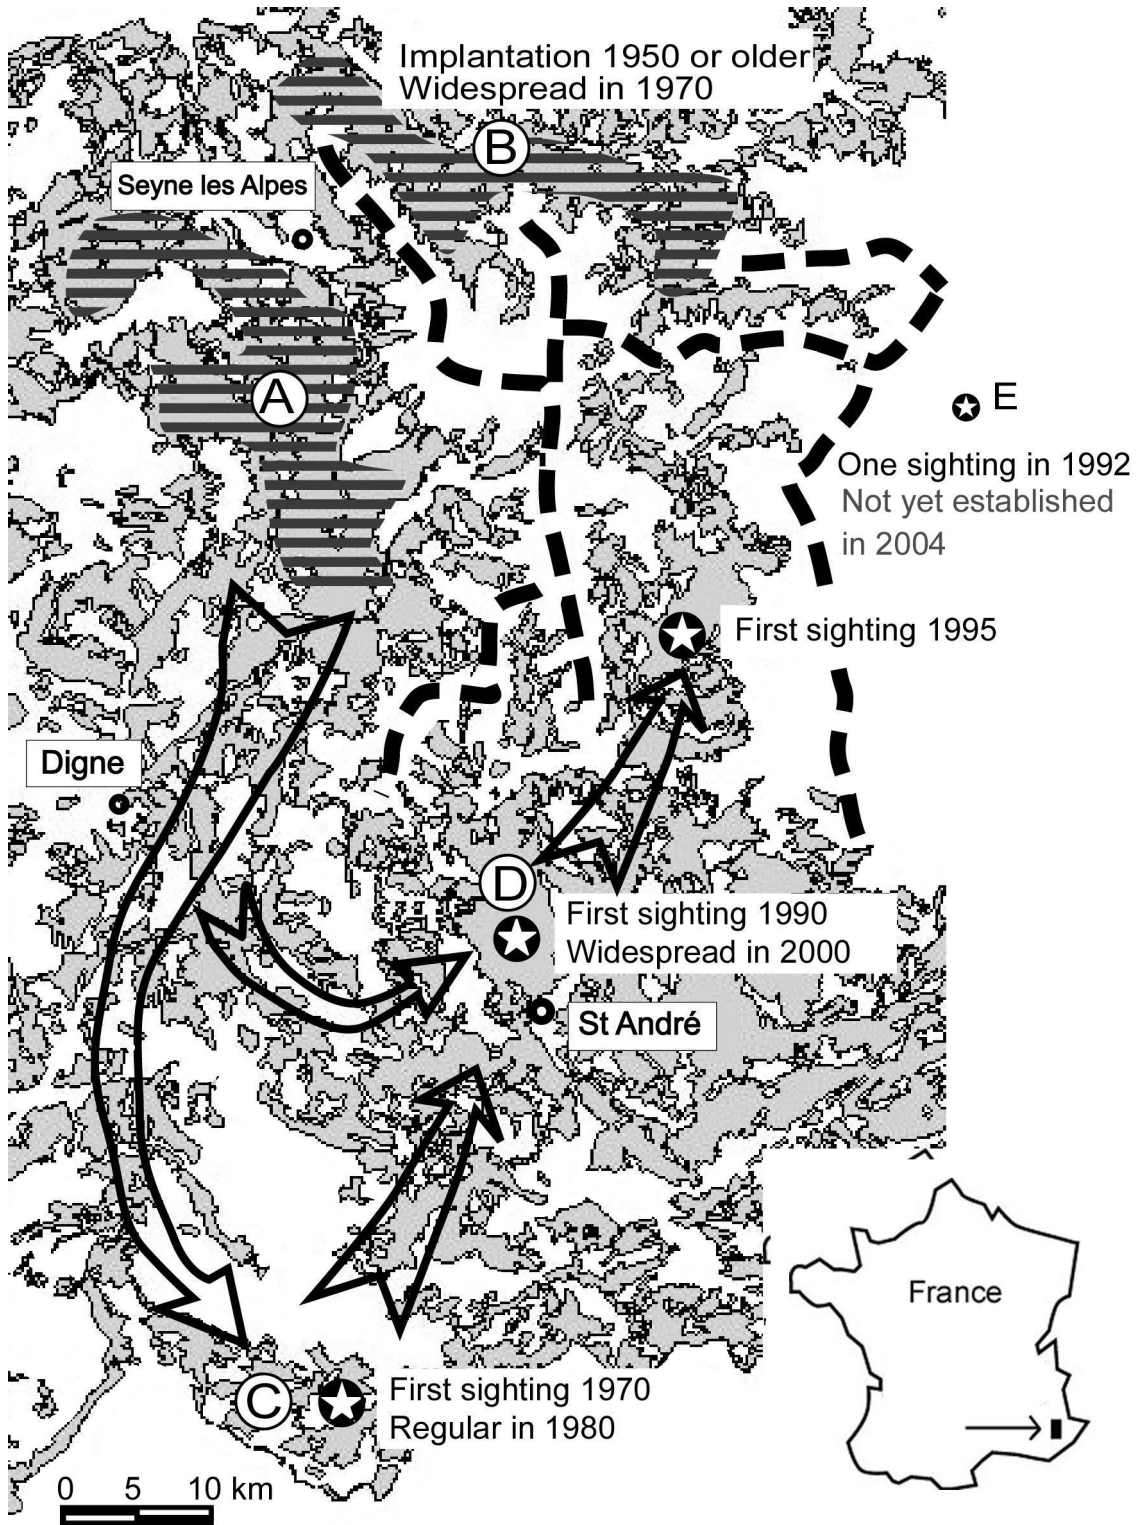 Implantation 1950 or older
Widespread in 1970
B
Seyne les Alpes
A
E
One sighting in 1992
Not yet established
in 2004
First sighting 1995
Digne
D
First sighting 1990
Widespread in 2000
St André
France
C
First sighting 1970
Regular in 1980
0 5 10 km